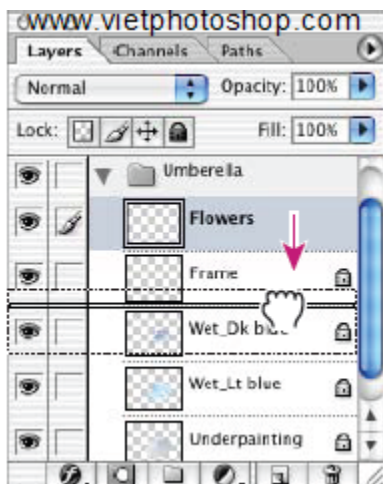 www.vietphotoshop.com
Layers Channels Paths
Normal Opacity: 100%
Lock: Fill: 100%
Umberella
Flowers
Frame
Wet_Dk blue
Wet_Lt blue
Underpainting